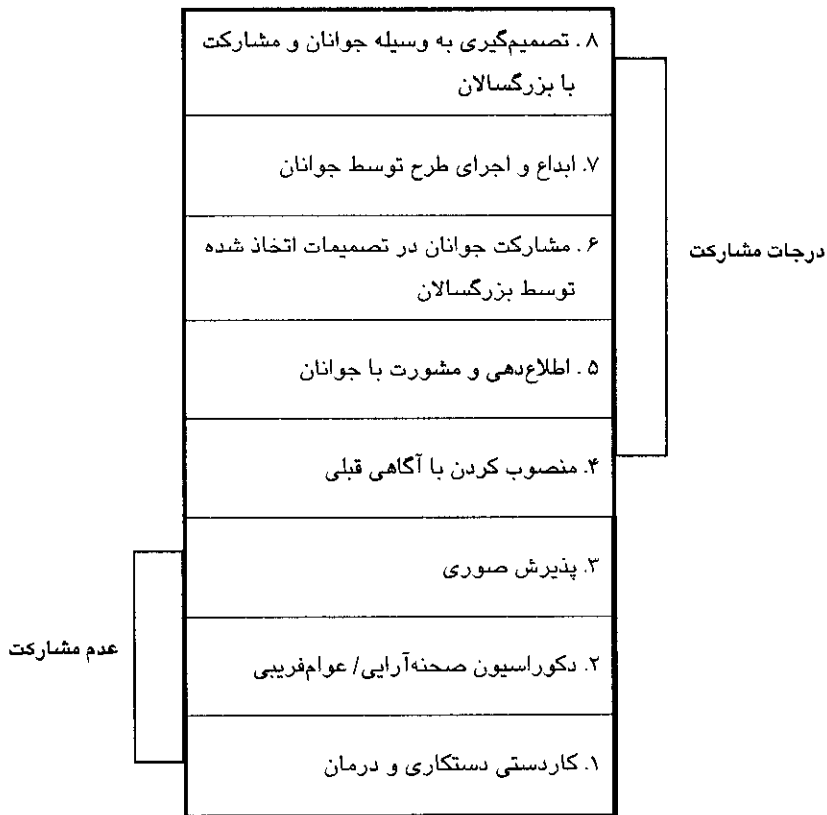 ۸. تصمیم‌گیری به وسیله جوانان و مشارکت
با بزرگسالان
۷. ابداع و اجرای طرح توسط جوانان
۶. مشارکت جوانان در تصمیمات اتخاذ شده
توسط بزرگسالان
درجات مشارکت
۵. اطلاع‌دهی و مشورت با جوانان
۴. منصوب کردن با آگاهی قبلی
۳. پذیرش صوری
عدم مشارکت
۲. دکوراسیون صحنه‌آرایی/ عوام‌فریبی
۱. کاردستی دستکاری و درمان